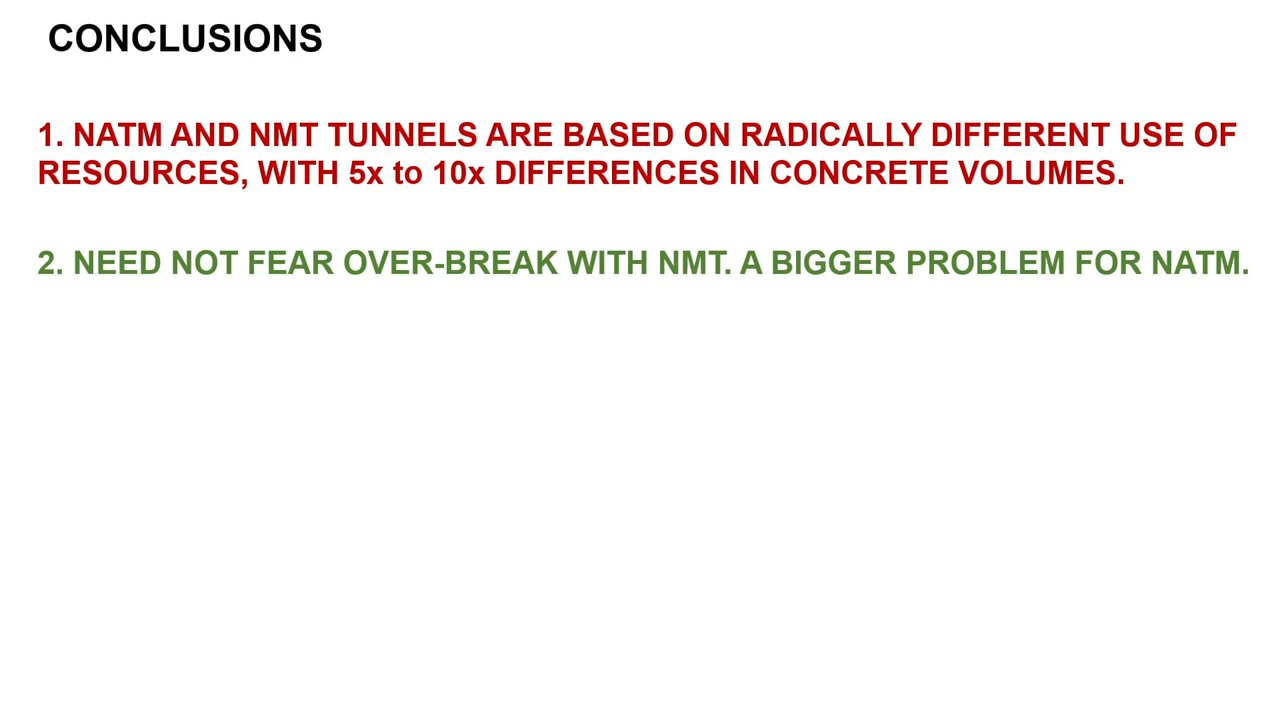 CONCLUSIONS
1. NATM AND NMT TUNNELS ARE BASED ON RADICALLY DIFFERENT USE OF
RESOURCES, WITH 5x to 10x DIFFERENCES IN CONCRETE VOLUMES.
2. NEED NOT FEAR OVER-BREAK WITH NMT. A BIGGER PROBLEM FOR NATM.